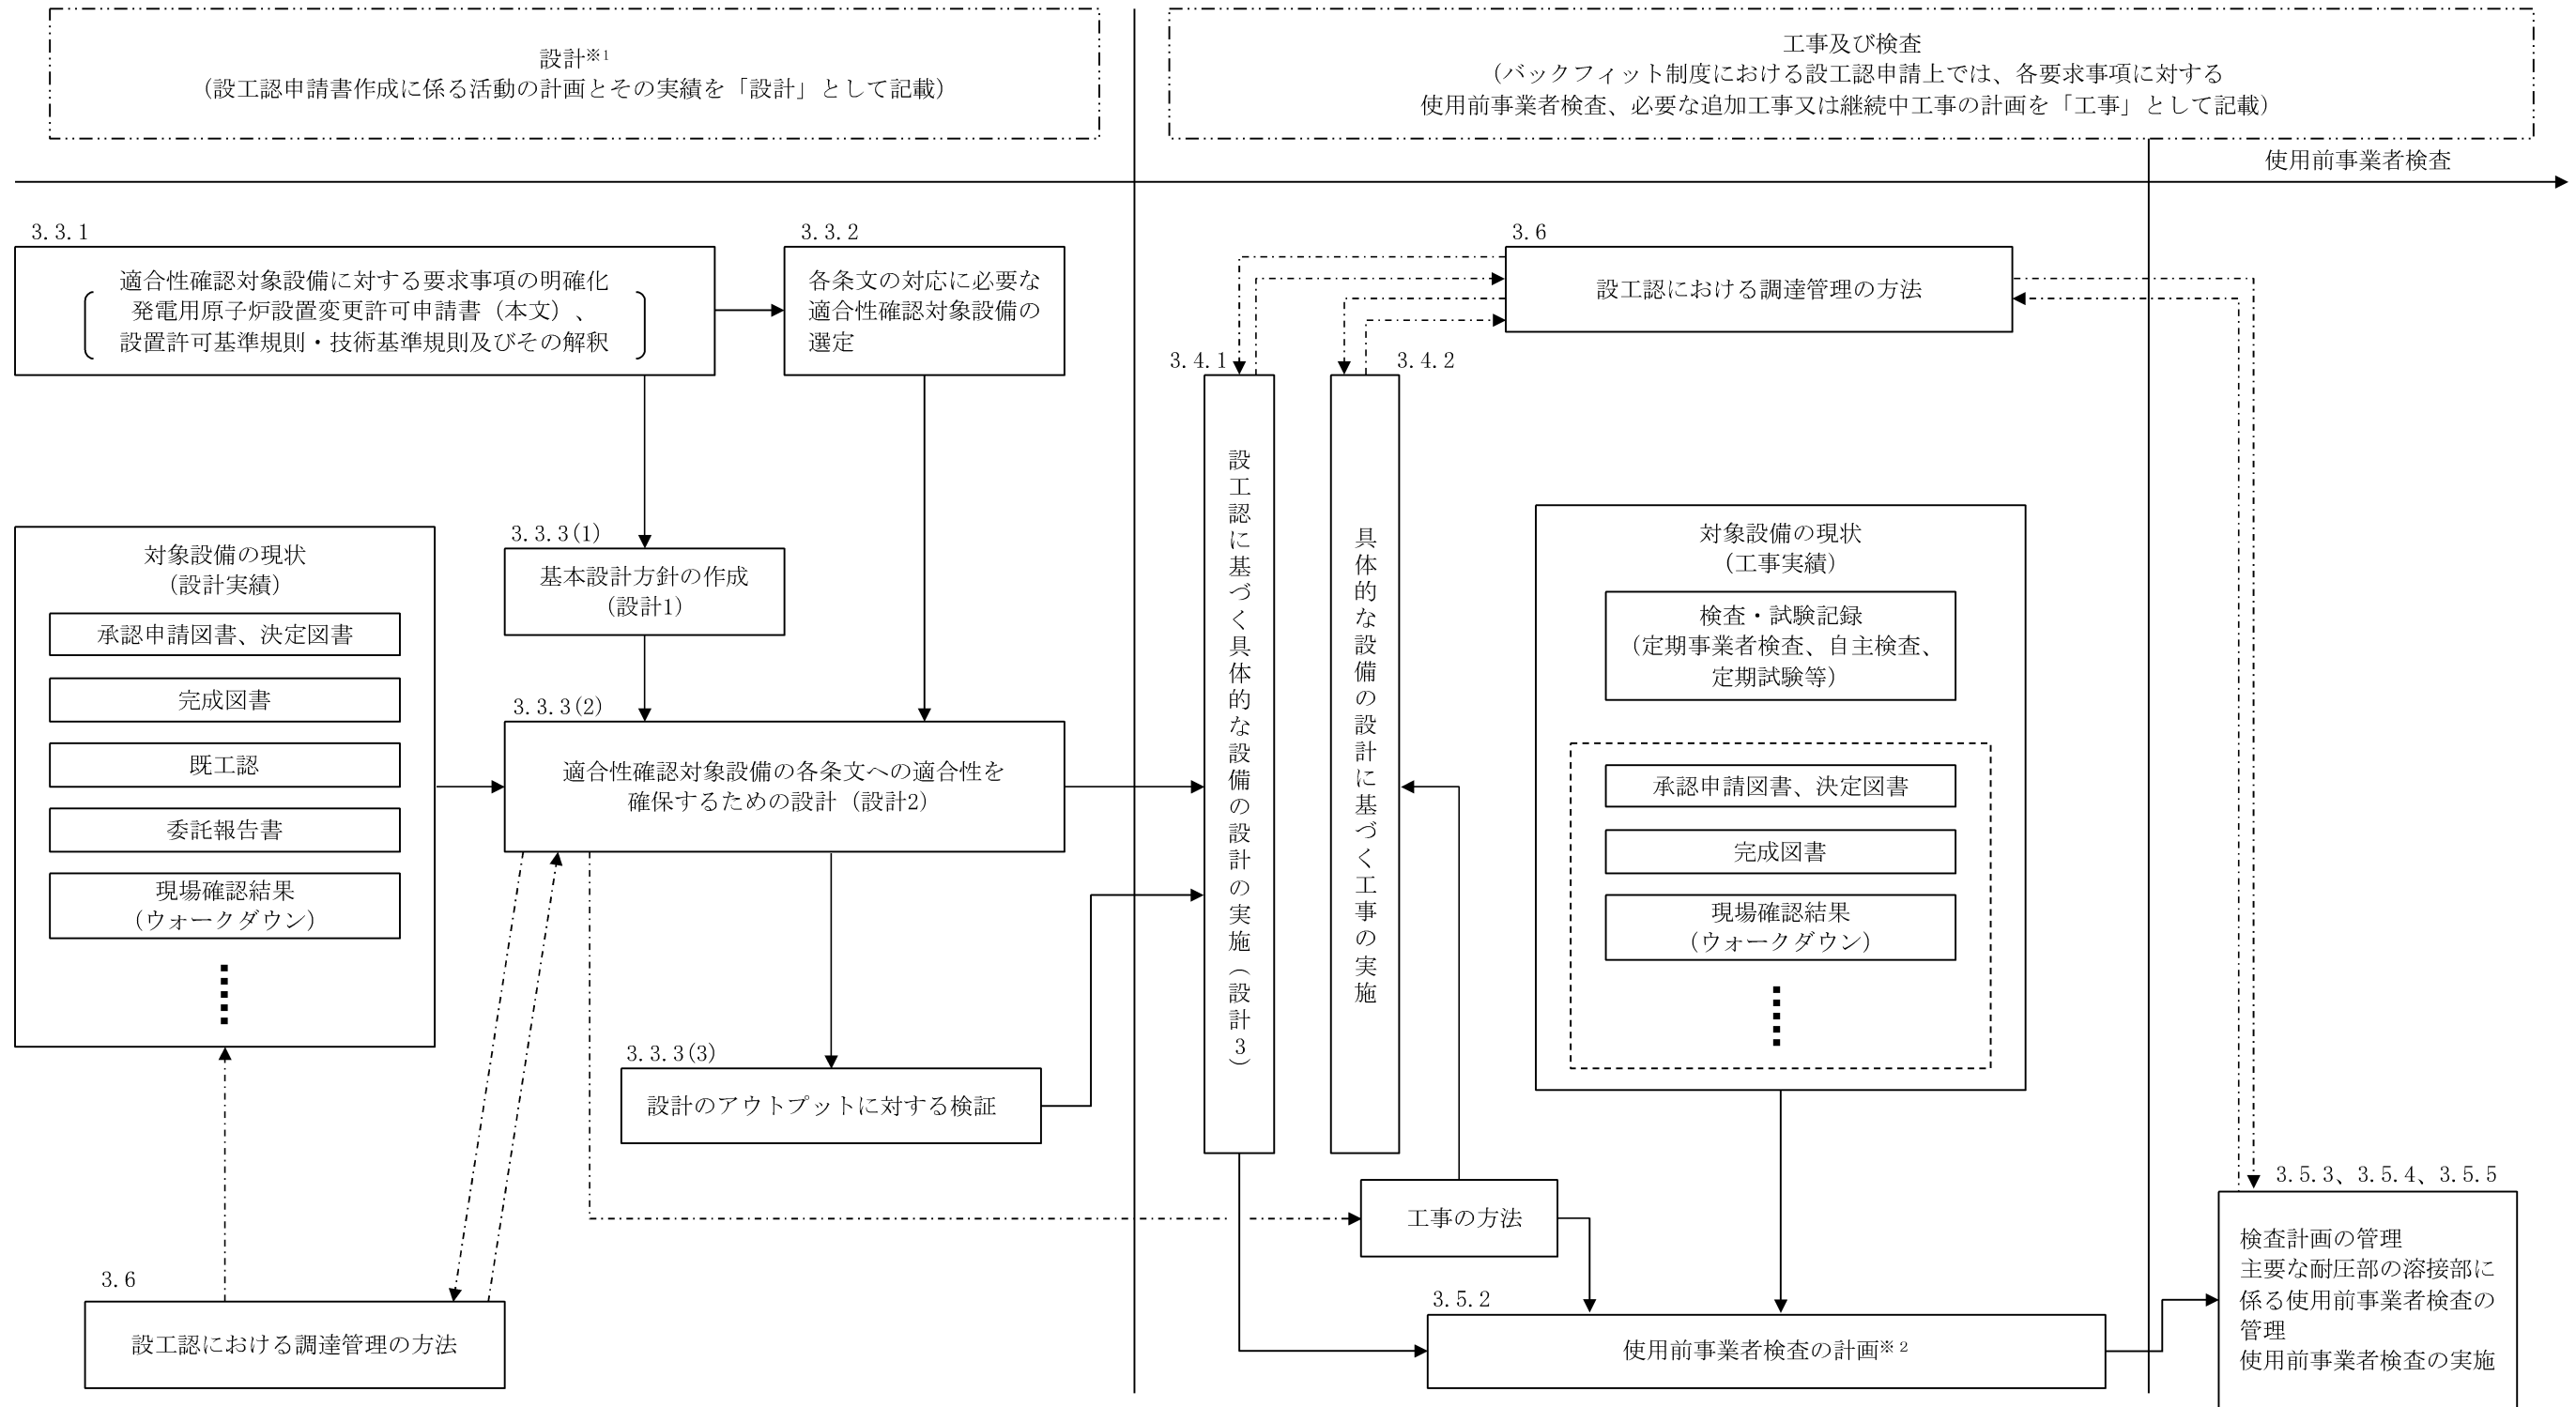 設計※1
（設工認申請書作成に係る活動の計画とその実績を「設計」として記載）
工事及び検査
（バックフィット制度における設工認申請上では、各要求事項に対する
使用前事業者検査、必要な追加工事又は継続中工事の計画を「工事」として記載）
使用前事業者検査
3.3.1
適合性確認対象設備に対する要求事項の明確化
発電用原子炉設置変更許可申請書（本文）、
設置許可基準規則・技術基準規則及びその解釈
3.3.2
各条文の対応に必要な
適合性確認対象設備の
選定
対象設備の現状
（設計実績）
承認申請図書、決定図書
完成図書
既工認
委託報告書
現場確認結果
（ウォークダウン）
3.3.3(1)
基本設計方針の作成
（設計1）
3.3.3(2)
適合性確認対象設備の各条文への適合性を
確保するための設計（設計2）
3.3.3(3)
設計のアウトプットに対する検証
3.6
設工認における調達管理の方法
3.6
設工認における調達管理の方法
3.4.1
設工認に基づく具体的な設備の設計の実施（設計3）
3.4.2
具体的な設備の設計に基づく工事の実施
対象設備の現状
（工事実績）
検査・試験記録
（定期事業者検査、自主検査、
定期試験等）
承認申請図書、決定図書
完成図書
現場確認結果
（ウォークダウン）
工事の方法
3.5.2
使用前事業者検査の計画※2
3.5.3、3.5.4、3.5.5
検査計画の管理
主要な耐圧部の溶接部に
係る使用前事業者検査の
管理
使用前事業者検査の実施